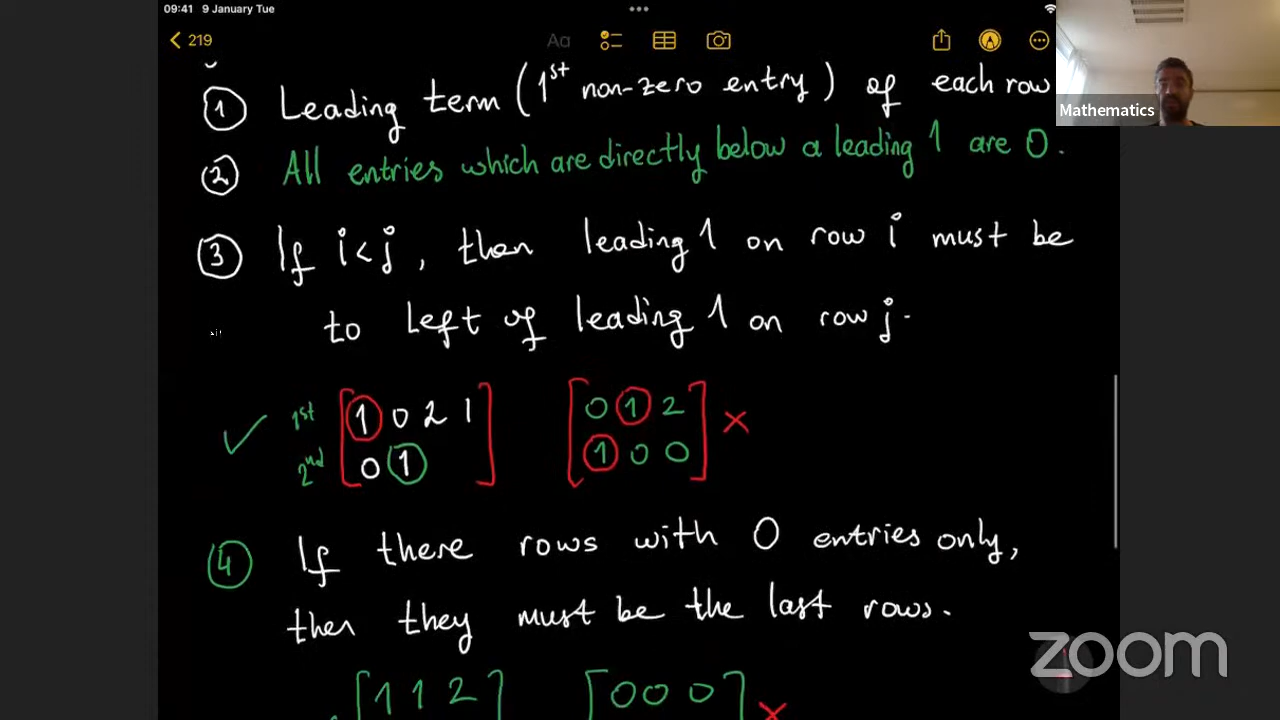 09:41 9 January Tue
219
Aa
① Leading term (1st non-zero entry) of each row
Mathematics
② All entries which are directly below a leading 1 are 0.
③ If i<j, then leading 1 on row i must be
to left of leading 1 on row j.
✓ 1st [1 0 2 1] [0 1 2] ×
2nd [0 1 ] [1 0 0]
④ If there rows with 0 entries only,
then they must be the last rows.
[1 1 2] [0 0 0] ×
zoom